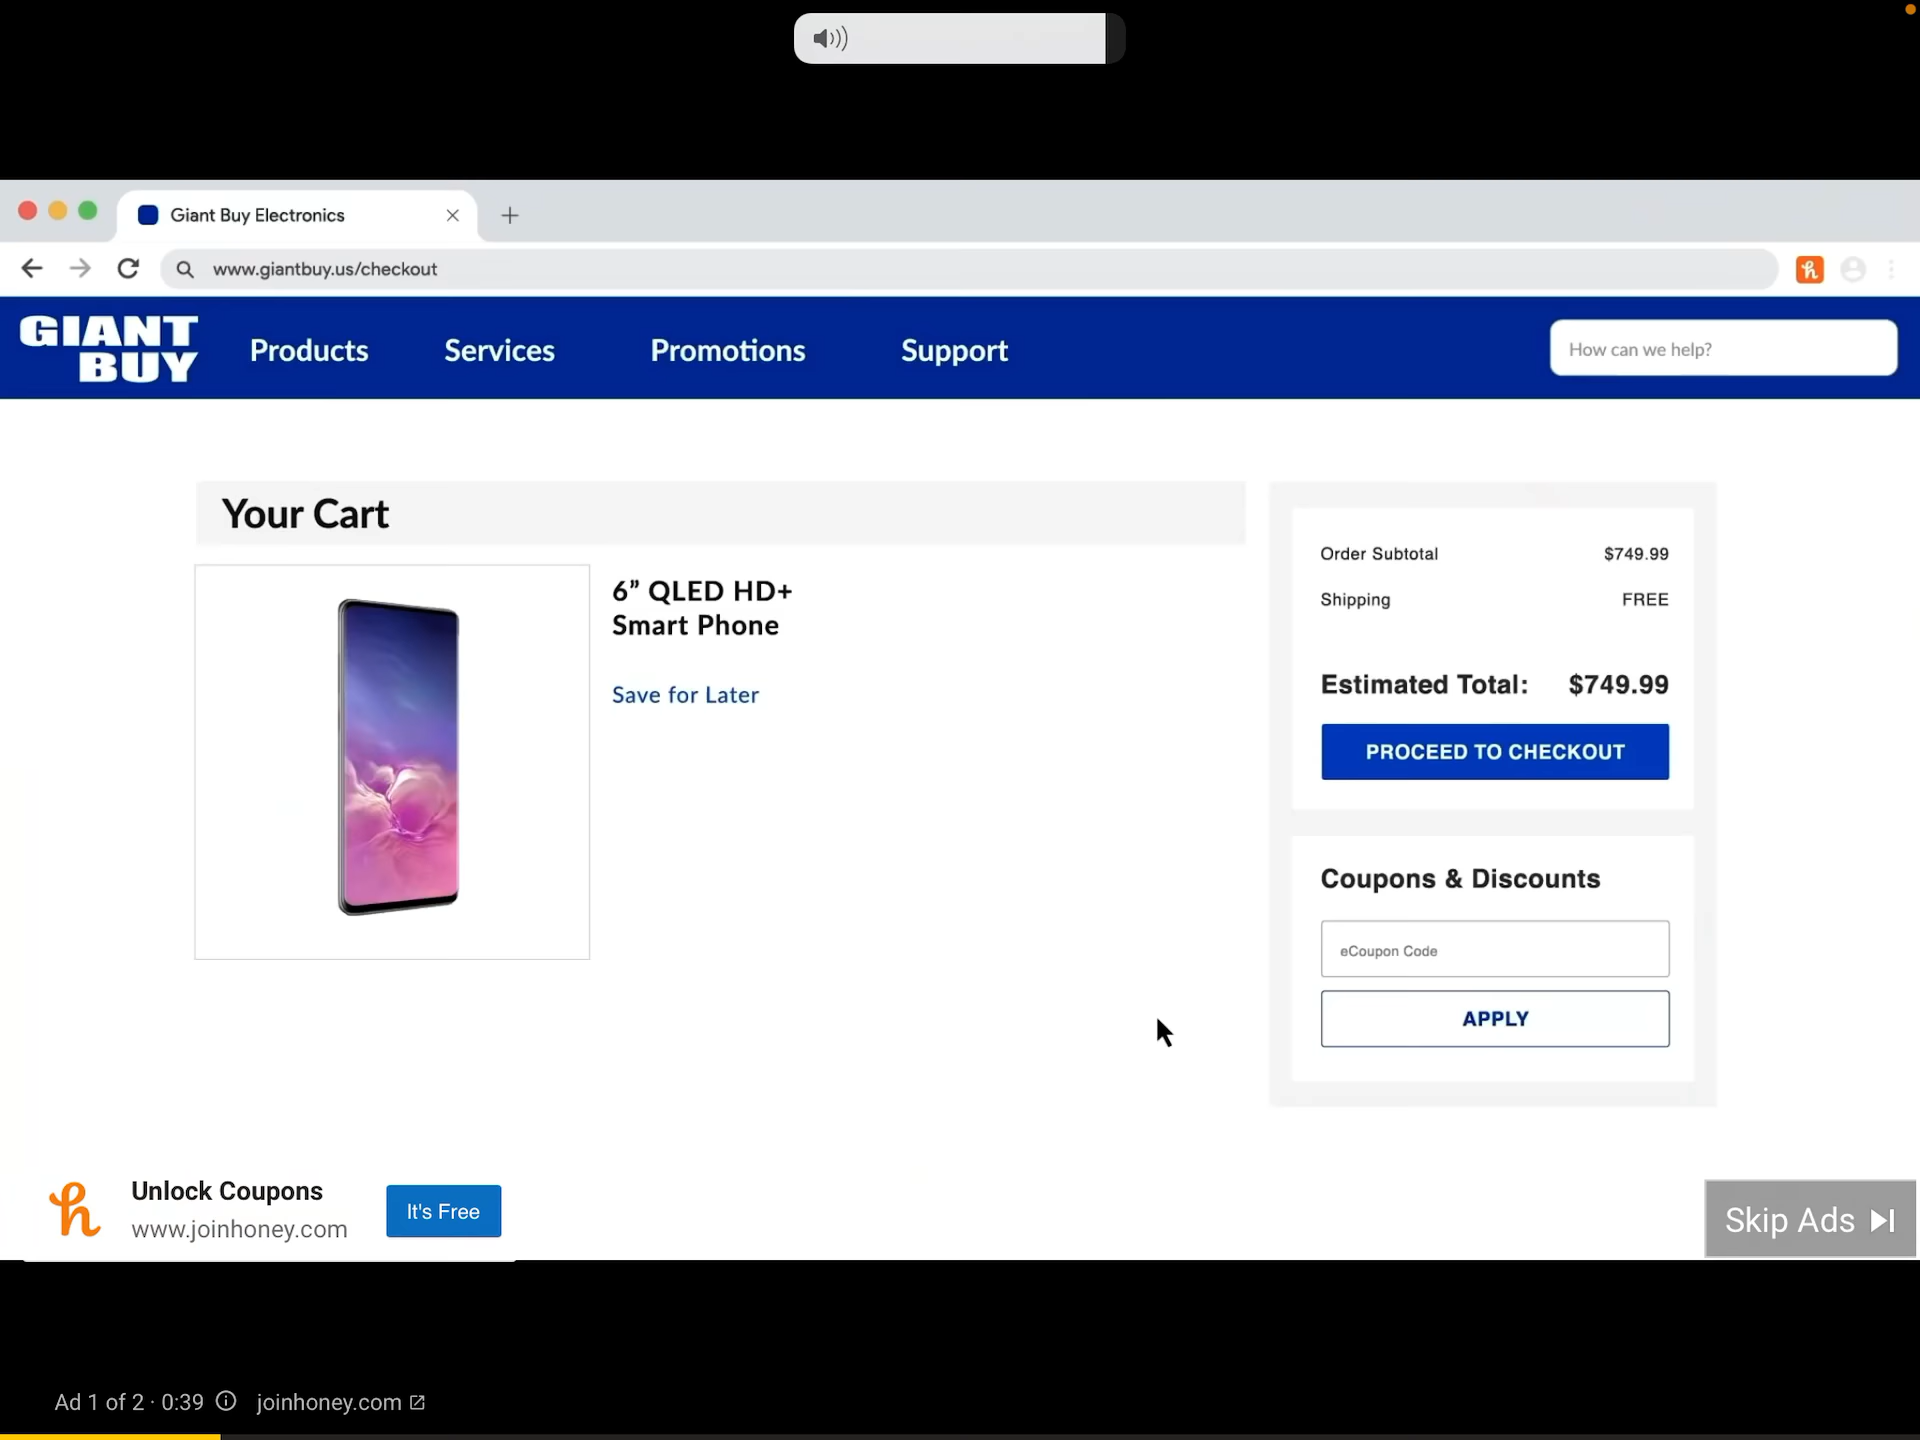 Giant Buy Electronics
www.giantbuy.us/checkout
GIANT
BUY
Products
Services
Promotions
Support
How can we help?
Your Cart
6” QLED HD+
Smart Phone
Save for Later
Order Subtotal $749.99
Shipping FREE
Estimated Total: $749.99
PROCEED TO CHECKOUT
Coupons & Discounts
eCoupon Code
APPLY
Unlock Coupons
www.joinhoney.com
It's Free
Skip Ads
Ad 1 of 2 · 0:39 joinhoney.com